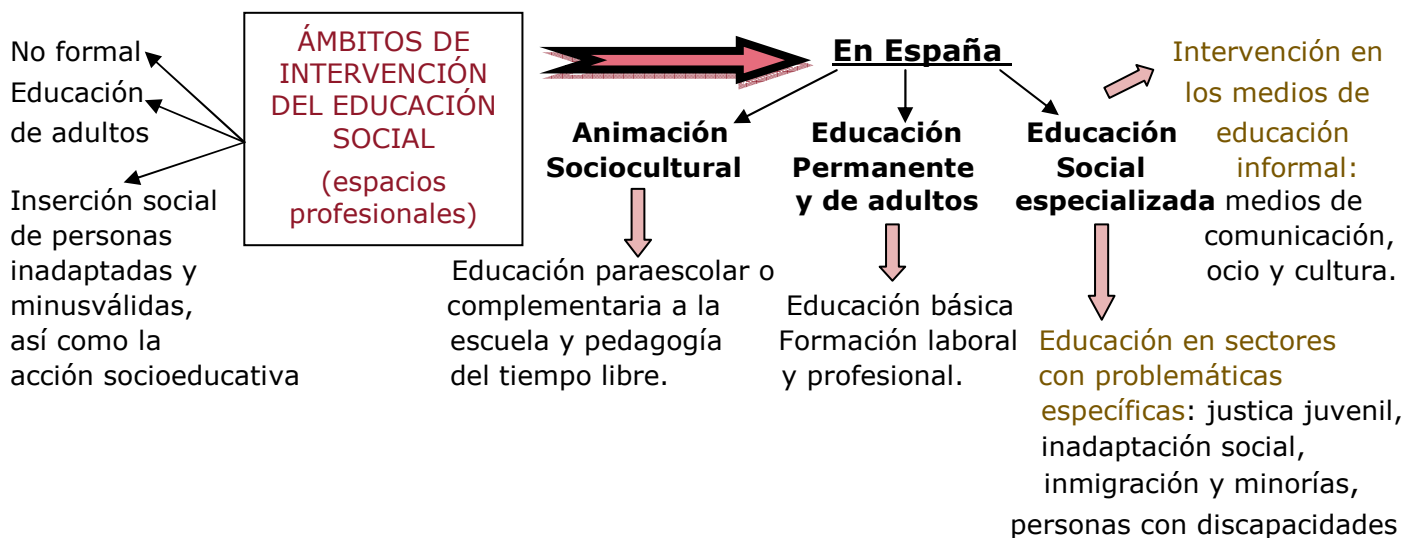 No formal
Educación
de adultos
Inserción social
de personas
inadaptadas y
minusválidas,
así como la
acción socioeducativa
ÁMBITOS DE
INTERVENCIÓN
DEL EDUCACIÓN
SOCIAL
(espacios
profesionales)
En España
Animación
Sociocultural
Educación paraescolar o
complementaria a la
escuela y pedagogía
del tiempo libre.
Educación
Permanente
y de adultos
Educación básica
Formación laboral
y profesional.
Educación
Social
especializada
Intervención en
los medios de
educación
informal:
medios de
comunicación,
ocio y cultura.
Educación en sectores
con problemáticas
específicas: justica juvenil,
inadaptación social,
inmigración y minorías,
personas con discapacidades